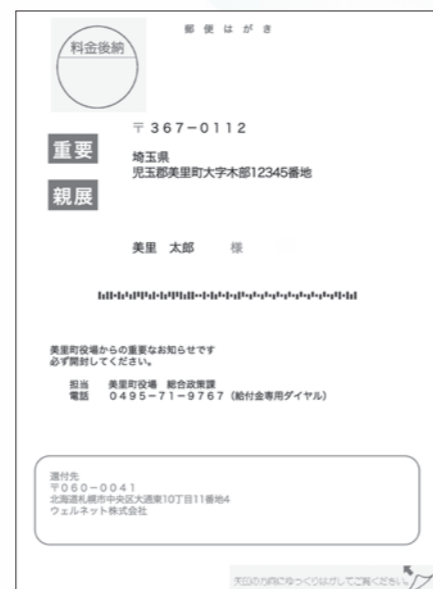 郵便はがき
料金後納
〒367-0112
重要
埼玉県
児玉郡美里町大字木部12345番地
親展
美里 太郎 様
美里町役場からの重要なお知らせです
必ず開封してください。
担当 美里町役場 総合政策課
電話 0495-71-9767(給付金専用ダイヤル)
還付先
〒060-0041
北海道札幌市中央区大通東10丁目11番地4
ウェルネット株式会社
矢印の方向にゆっくりはがしてご覧ください。